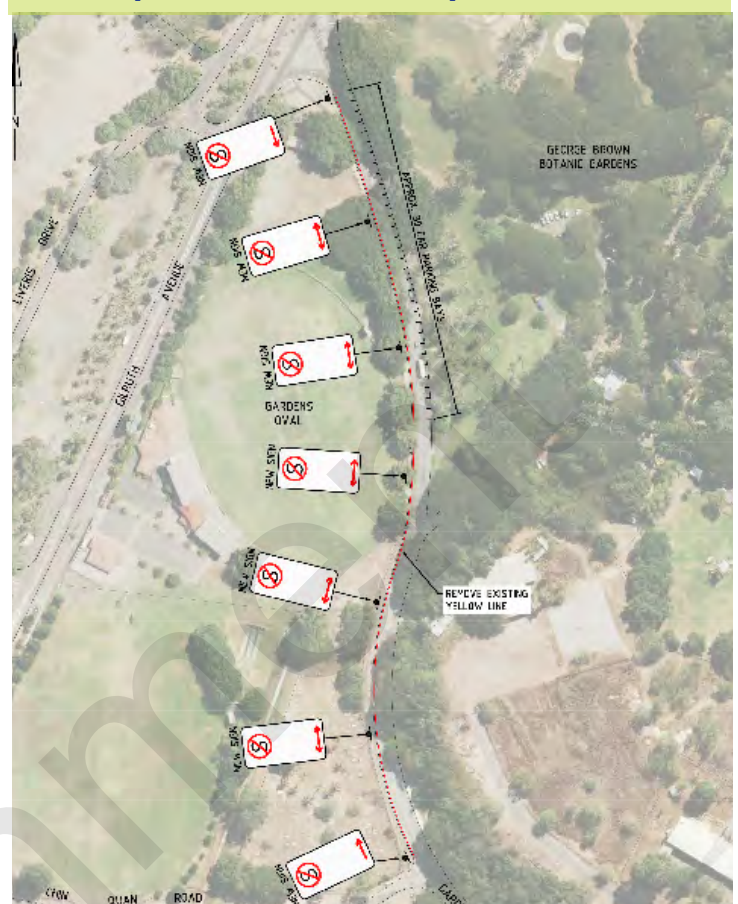 GEORGE BROWN
BOTANIC GARDENS
NEW SIGN
S
LIVERIS DRIVE
APPROX. 30 CAR PARKING BAYS
NEW SIGN
S
GILRUTH AVENUE
NEW SIGN
S
GARDENS
OVAL
NEW SIGN
S
NEW SIGN
S
REMOVE EXISTING
YELLOW LINE
NEW SIGN
S
NEW SIGN
S
QUAN ROAD